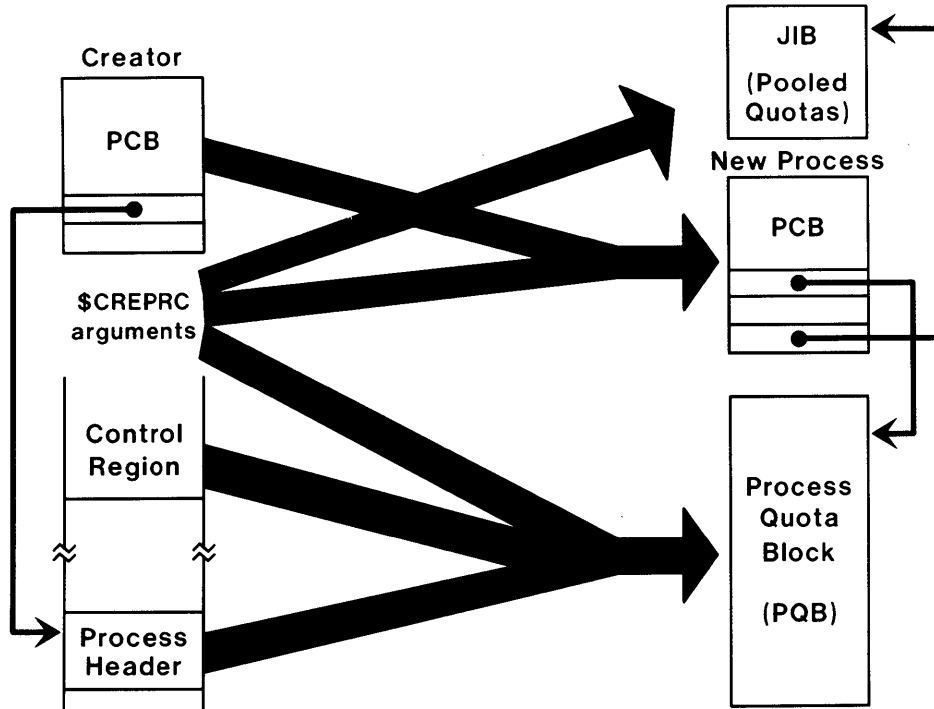 Creator
PCB
$CREPRC
arguments
Control
Region
Process
Header
JIB
(Pooled
Quotas)
New Process
PCB
Process
Quota
Block
(PQB)